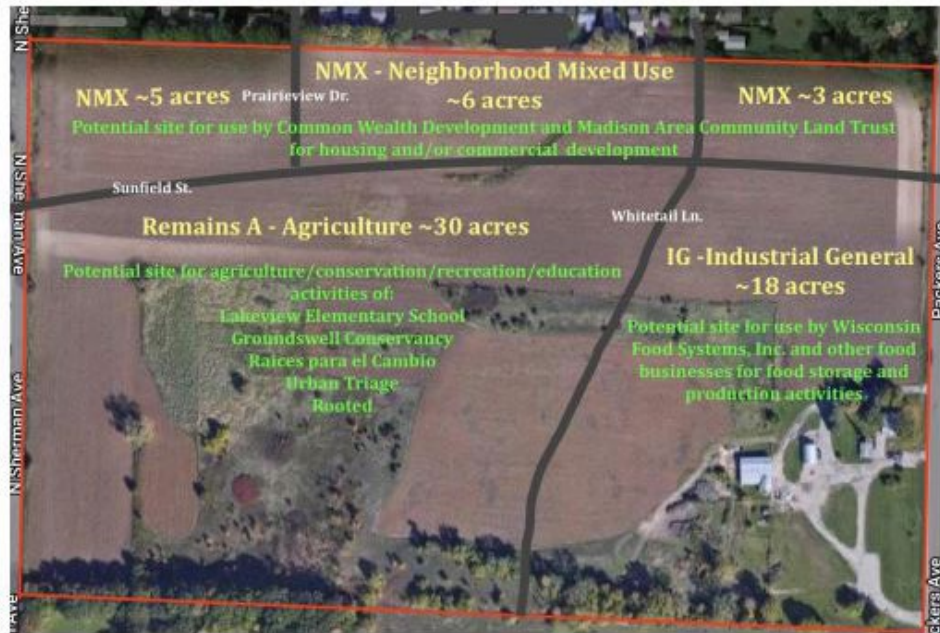 N She
NMX - Neighborhood Mixed Use
~6 acres
NMX ~5 acres
Prairieview Dr.
NMX ~3 acres
Potential site for use by Common Wealth Development and Madison Area Community Land Trust
for housing and/or commercial development
Sunfield St.
Whitetail Ln.
Remains A - Agriculture ~30 acres
IG -Industrial General
~18 acres
Potential site for agriculture/conservation/recreation/education
activities of:
Lakeview Elementary School
Groundswell Conservancy
Raices para el Cambio
Urban Triage
Rooted
Potential site for use by Wisconsin
Food Systems, Inc. and other food
businesses for food storage and
production activities.
N Sherman Ave
Ave
ckers Ave